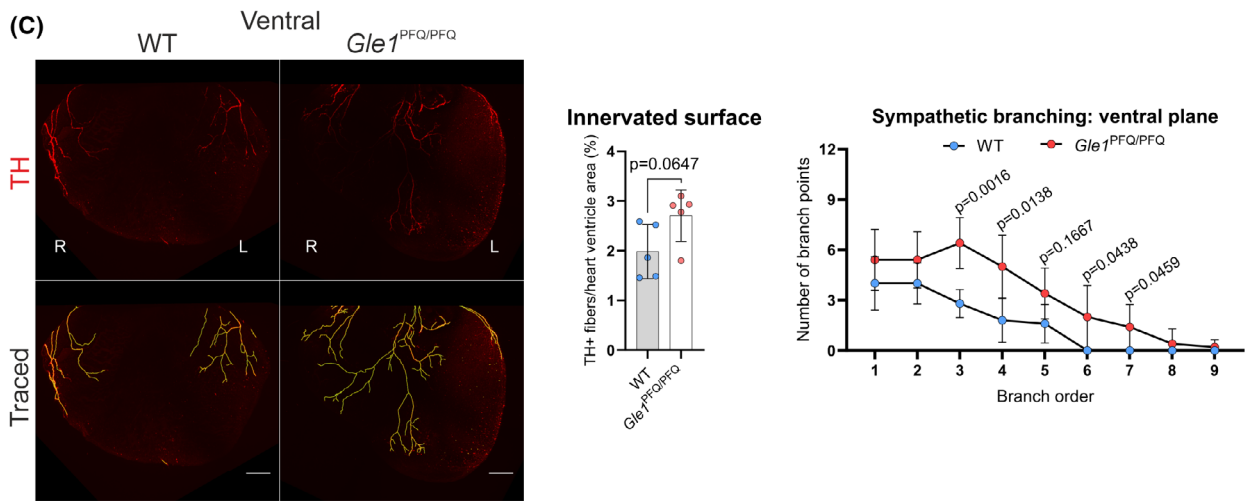 (C)
Ventral
WT
Gle1PFQ/PFQ
TH
R
L
R
L
Traced
Innervated surface
TH+ fibers/heart ventricle area (%)
4
3
2
1
0
p=0.0647
WT
Gle1PFQ/PFQ
Sympathetic branching: ventral plane
WT
Gle1PFQ/PFQ
Number of branch points
12
9
6
3
0
p=0.0016
p=0.0138
p=0.1667
p=0.0438
p=0.0459
1 2 3 4 5 6 7 8 9
Branch order